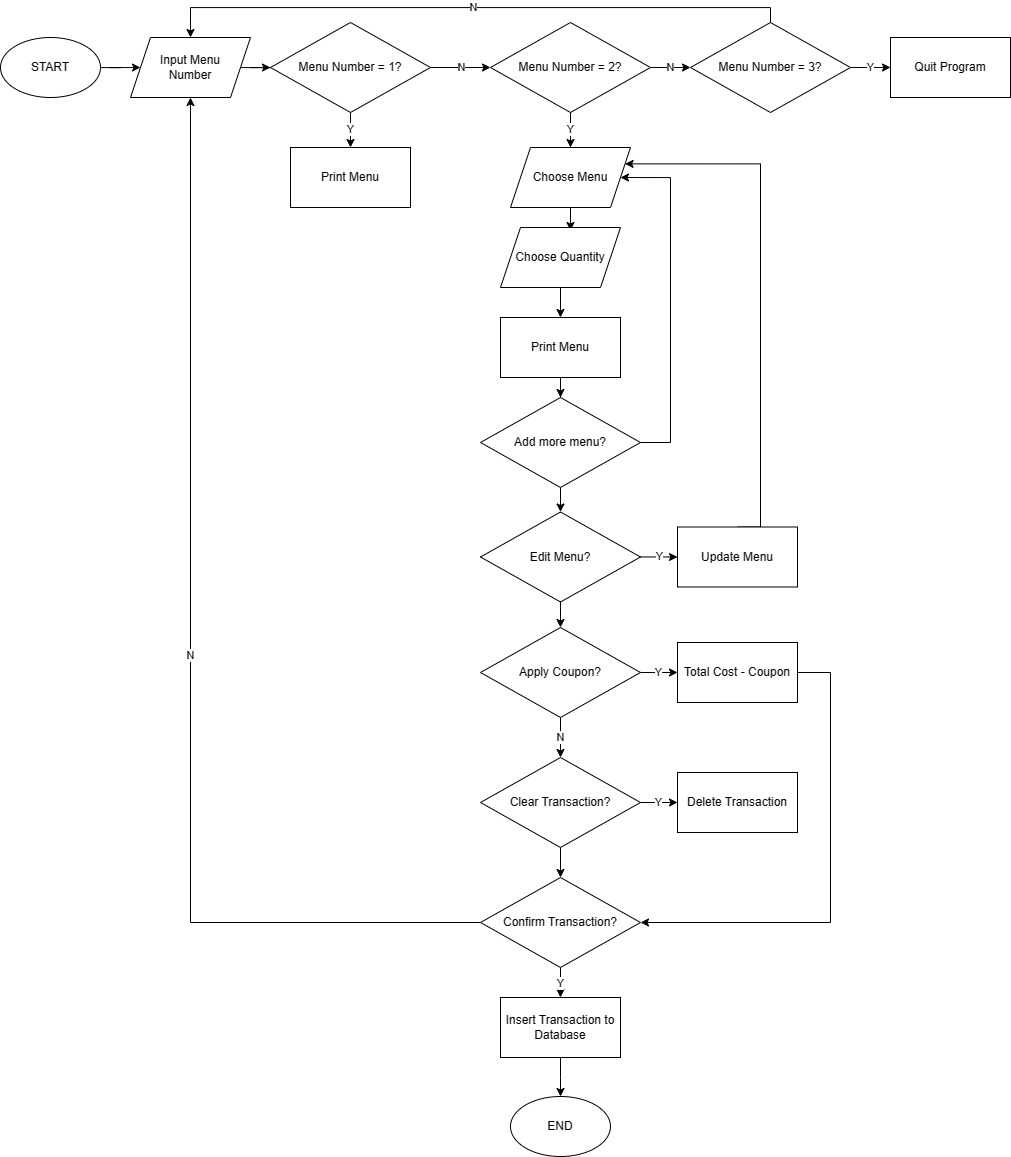 N
START
Input Menu
Number
Menu Number = 1?
N
Menu Number = 2?
N
Menu Number = 3?
Y
Quit Program
Y
Y
Print Menu
Choose Menu
Choose Quantity
Print Menu
Add more menu?
Edit Menu?
Y
Update Menu
N
Apply Coupon?
Y
Total Cost - Coupon
N
Clear Transaction?
Y
Delete Transaction
Confirm Transaction?
Y
Insert Transaction to
Database
END